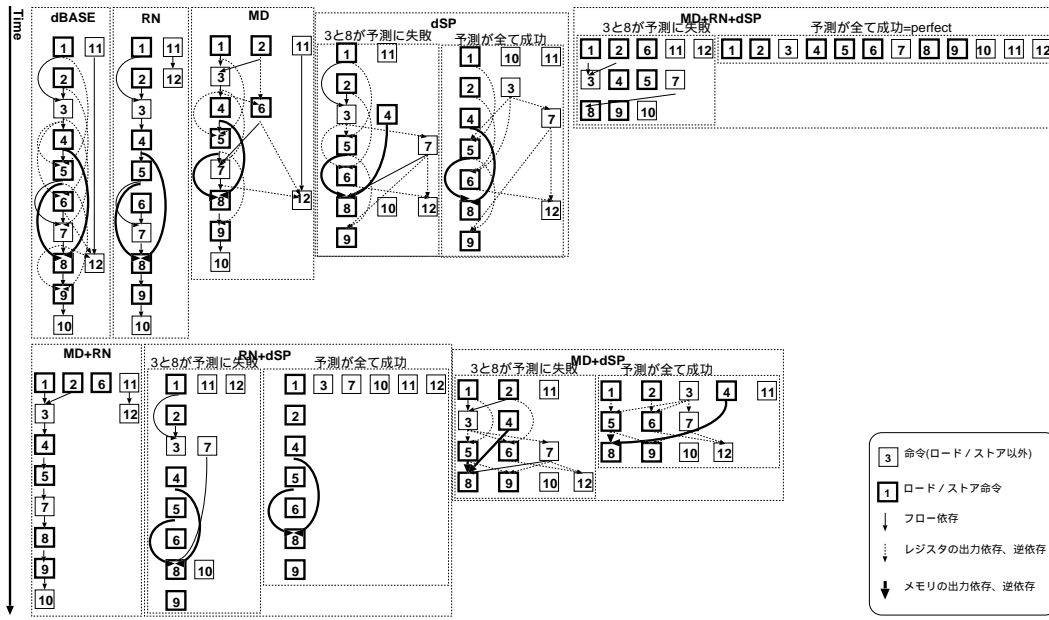 Time
dBASE
1 11
2
3
4
5
6
7
8 12
9
10
RN
1 11
2 12
3
4
5
6
7
8
9
10
MD
1 2 11
3
4 6
5
7
8 12
9
10
dSP
3と8が予測に失敗
1 11
2
3 4
5 7
6
8 10 12
9
予測が全て成功
1 10 11
2 3
4 7
5
6
8 12
9
MD+RN+dSP
3と8が予測に失敗
1 2 6 11 12
3 4 5 7
8 9 10
予測が全て成功=perfect
1 2 3 4 5 6 7 8 9 10 11 12
MD+RN
1 2 6 11
3 12
4
5
7
8
9
10
RN+dSP
3と8が予測に失敗
1 11 12
2
3 7
4
5
6
8 10
9
予測が全て成功
1 3 7 10 11 12
2
4
5
6
8
9
MD+dSP
3と8が予測に失敗
1 2 11
3 4
5 6 7
8 9 10 12
予測が全て成功
1 2 3 4 11
5 6 7
8 9 10 12
3 命令(ロード / ストア以外)
1 ロード / ストア命令
フロー依存
レジスタの出力依存、逆依存
メモリの出力依存、逆依存